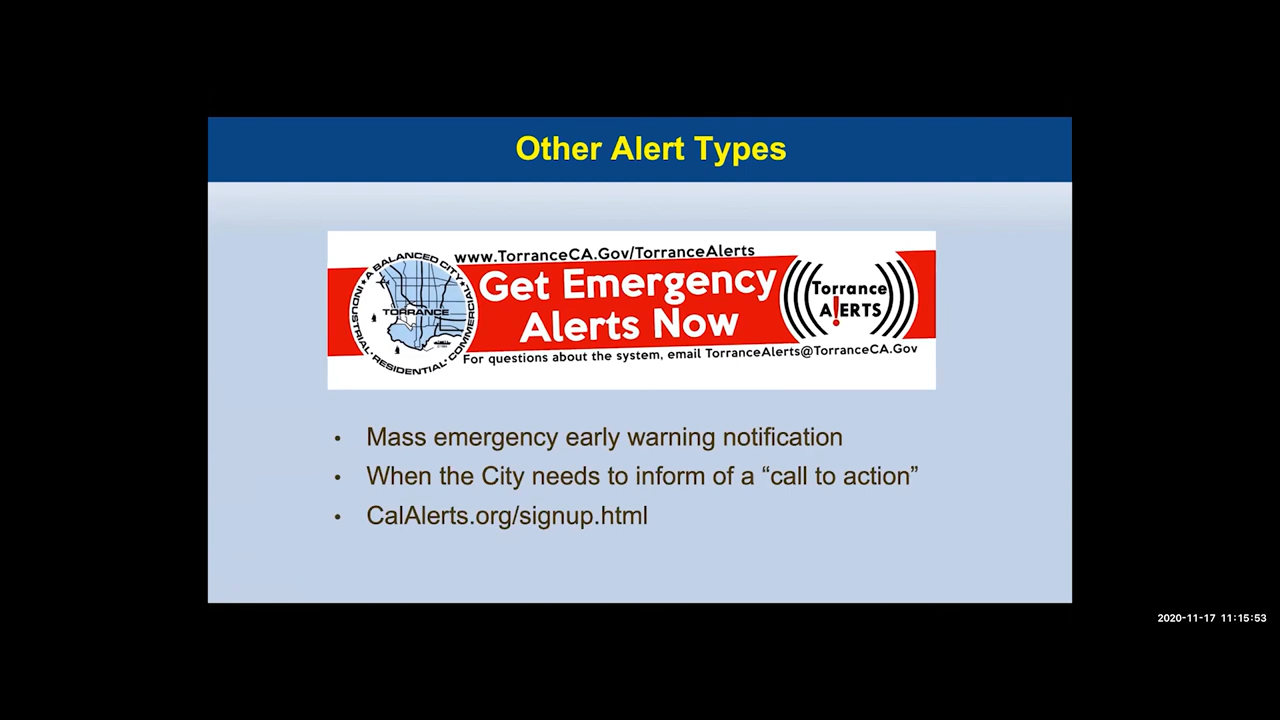 Other Alert Types
www.TorranceCA.Gov/TorranceAlerts
Get Emergency
Alerts Now
For questions about the system, email TorranceAlerts@TorranceCA.Gov
A BALANCED CITY
INDUSTRIAL · RESIDENTIAL · COMMERCIAL
TORRANCE
Torrance
A!ERTS
• Mass emergency early warning notification
• When the City needs to inform of a “call to action”
• CalAlerts.org/signup.html
2020-11-17 11:15:53